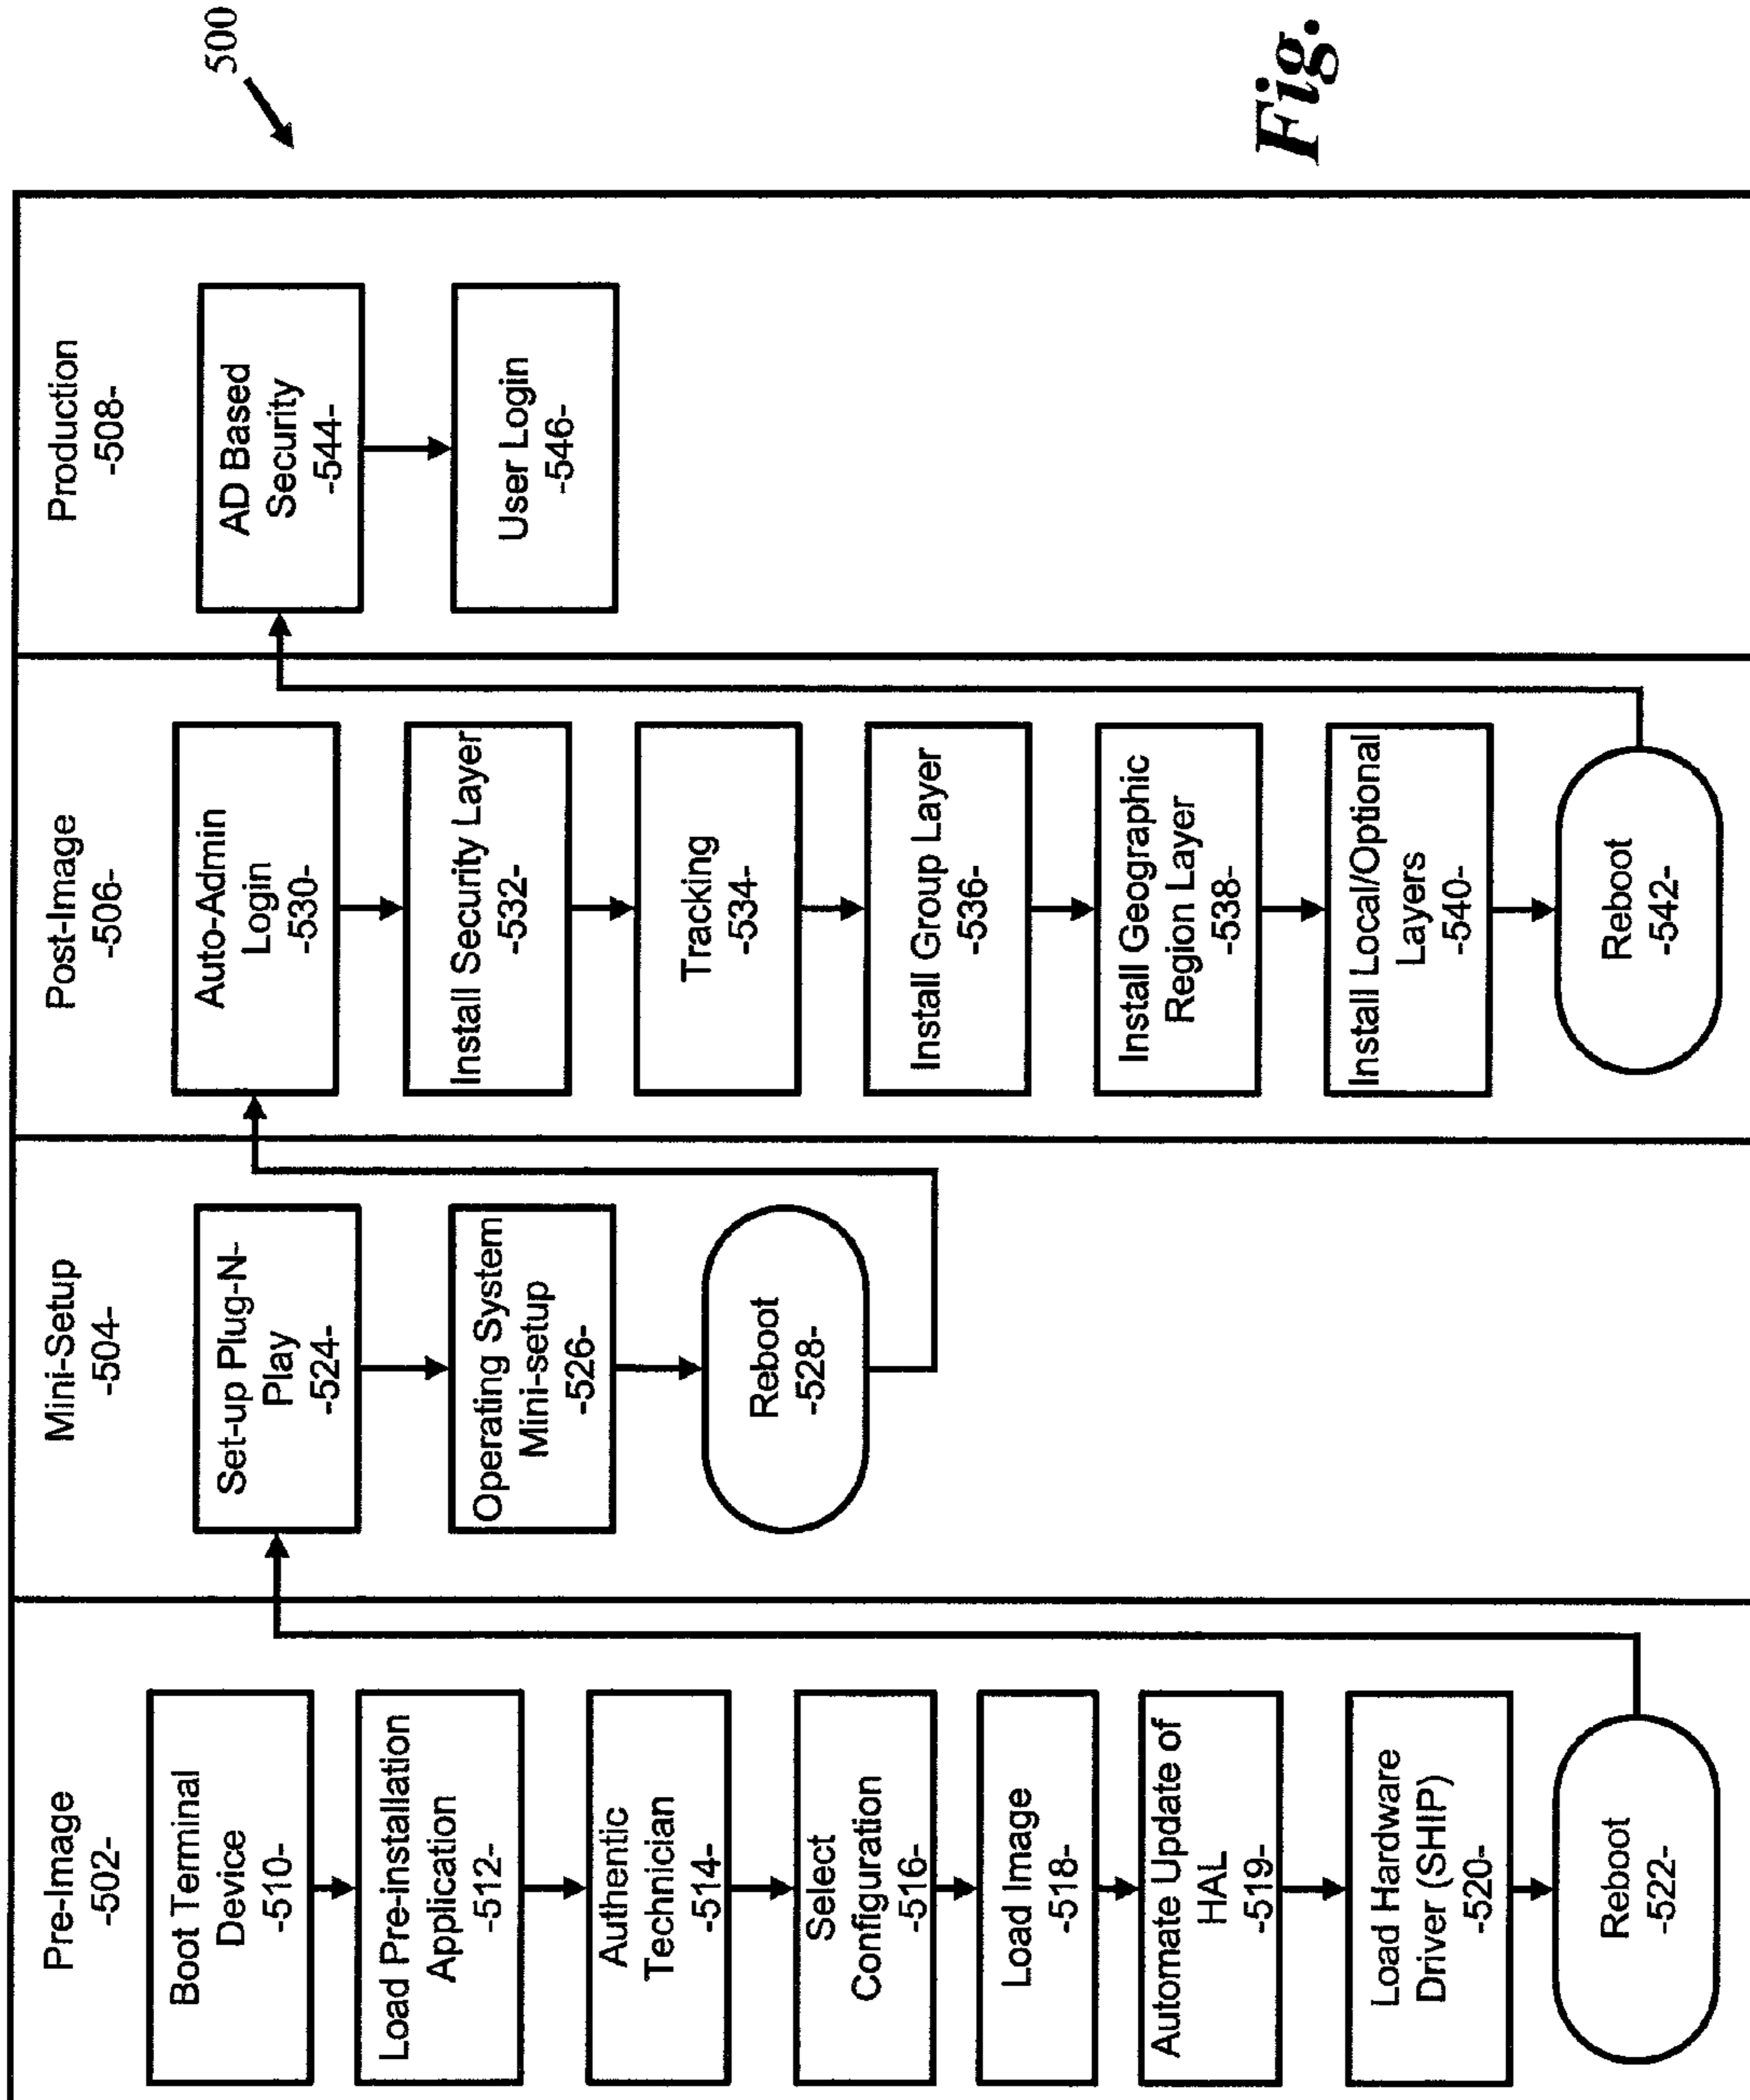 500
Pre-Image
-502-
Boot Terminal
Device
-510-
Load Pre-installation
Application
-512-
Authentic
Technician
-514-
Select
Configuration
-516-
Load Image
-518-
Automate Update of
HAL
-519-
Load Hardware
Driver (SHIP)
-520-
Reboot
-522-
Mini-Setup
-504-
Set-up Plug-N-
Play
-524-
Operating System
Mini-setup
-526-
Reboot
-528-
Post-Image
-506-
Auto-Admin
Login
-530-
Install Security Layer
-532-
Tracking
-534-
Install Group Layer
-536-
Install Geographic
Region Layer
-538-
Install Local/Optional
Layers
-540-
Reboot
-542-
Production
-508-
AD Based
Security
-544-
User Login
-546-
Fig.